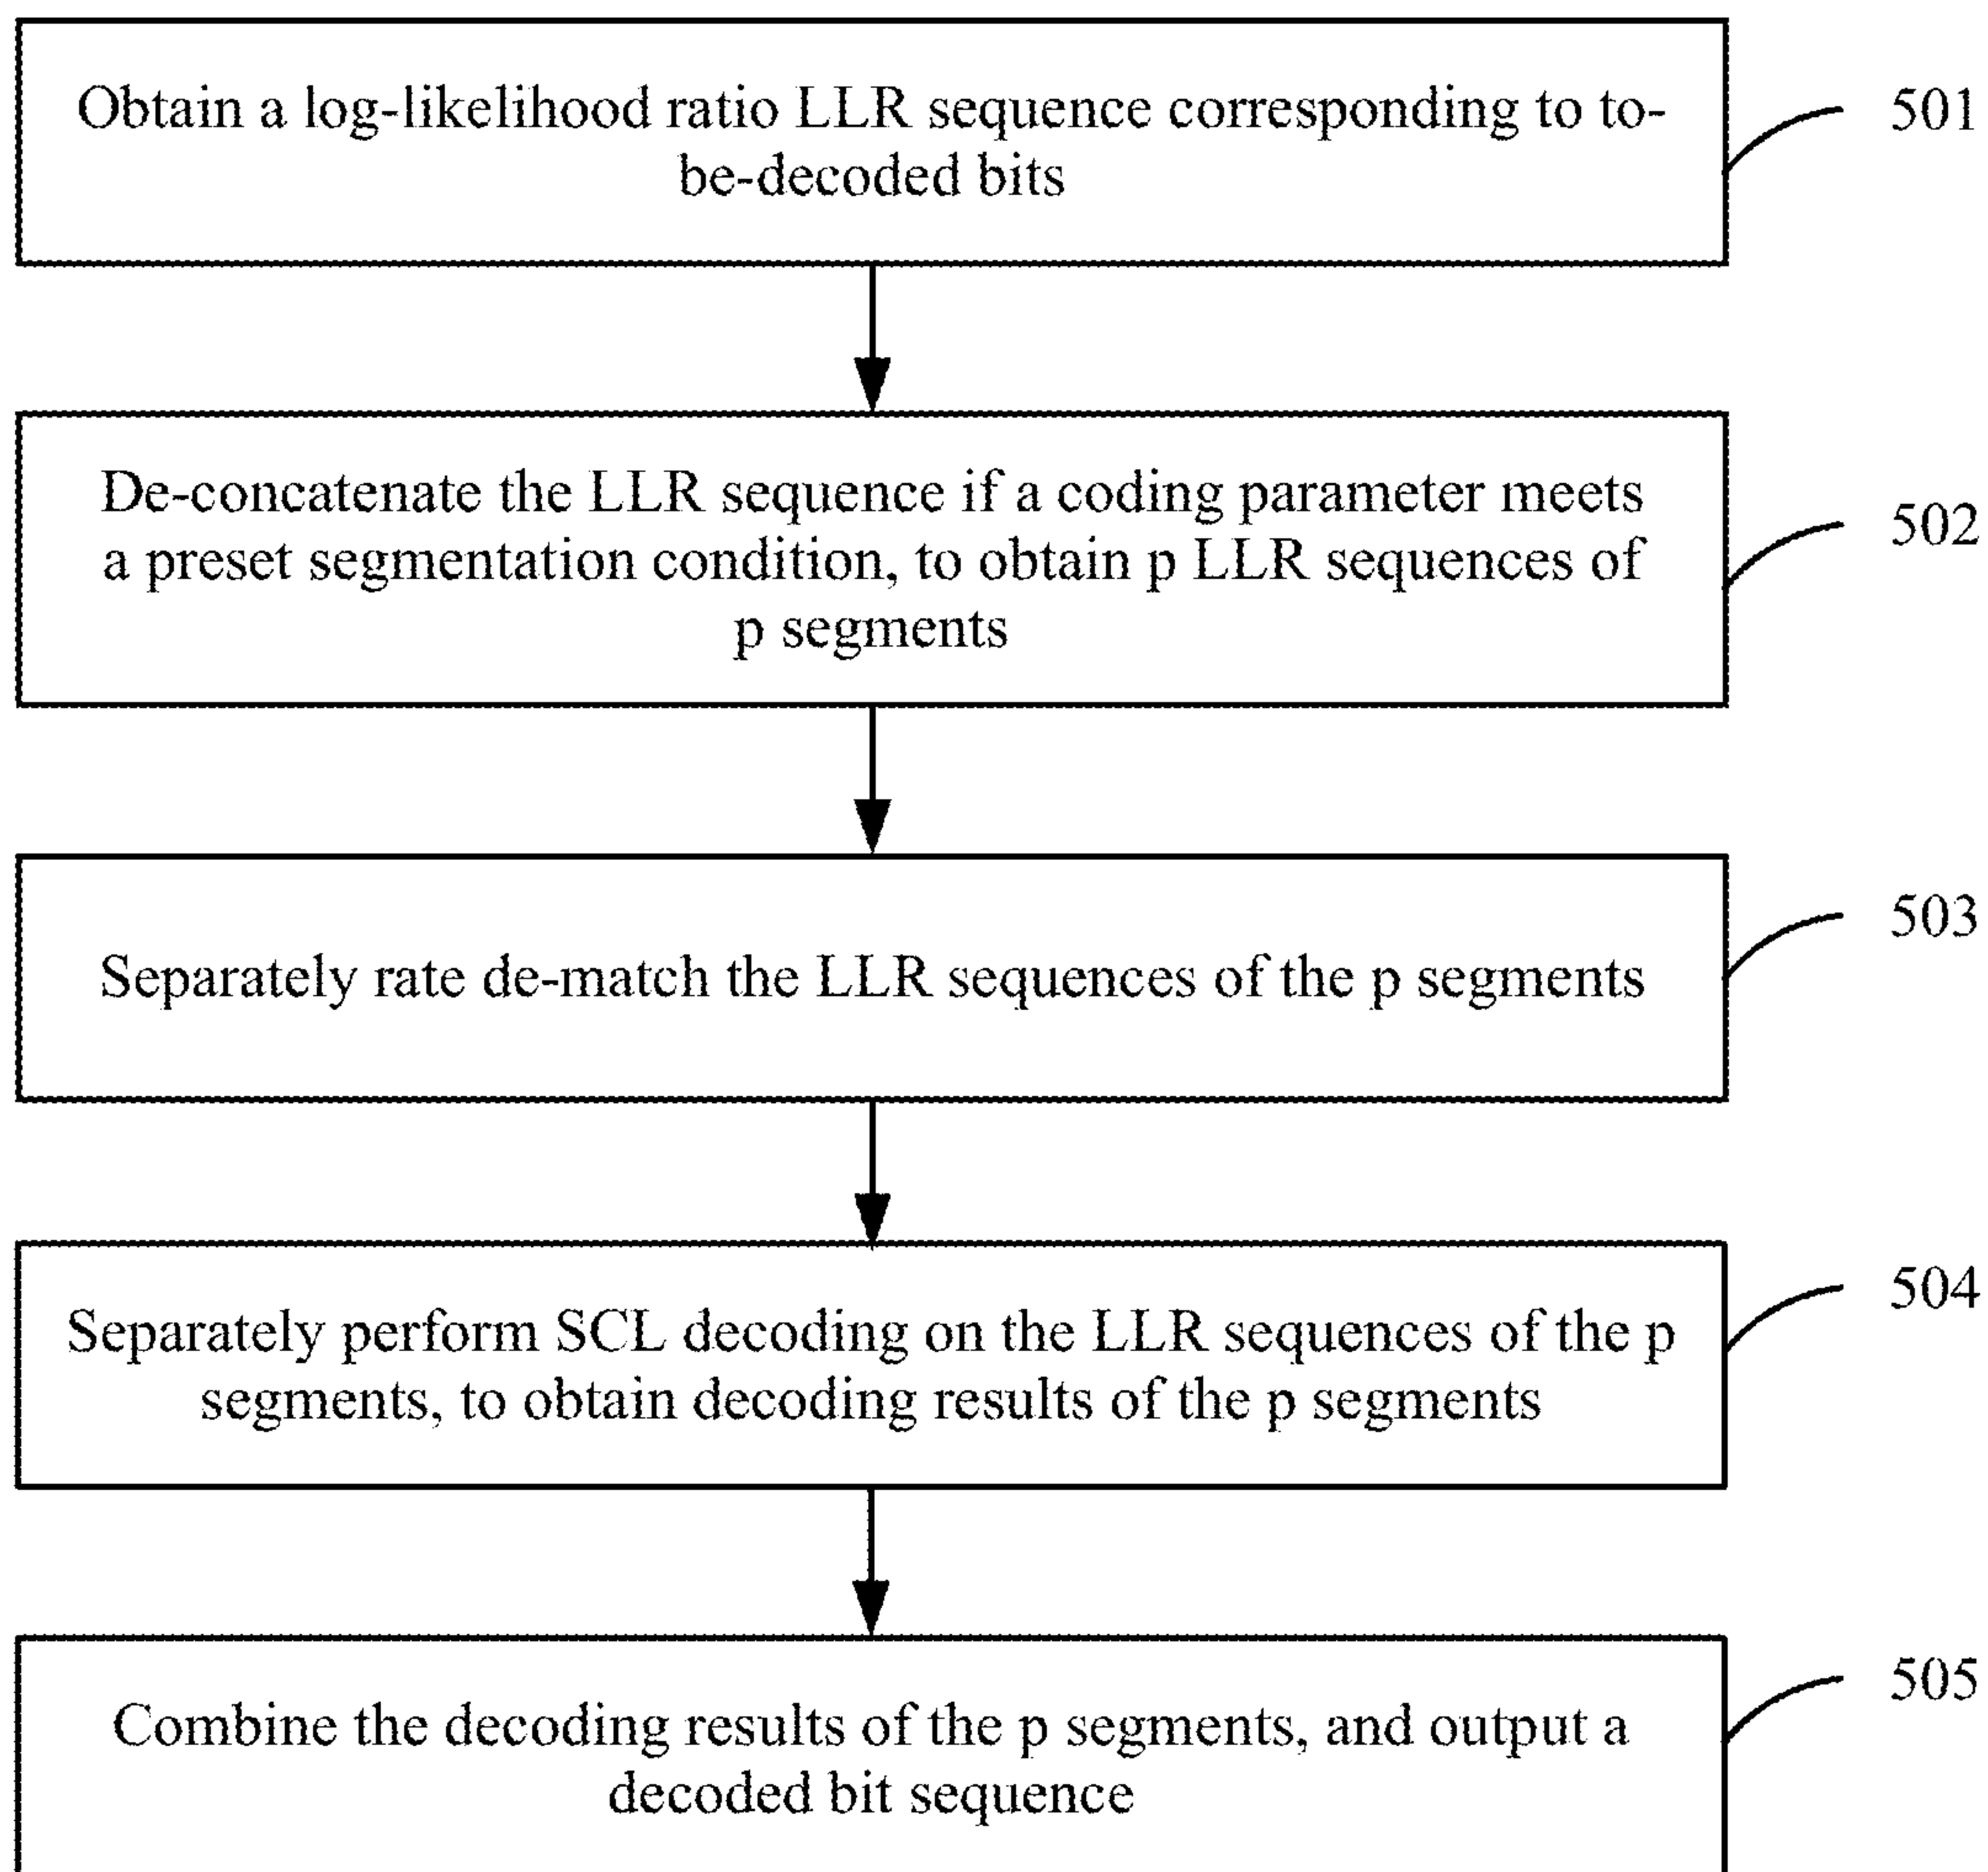 Obtain a log-likelihood ratio LLR sequence corresponding to to-
be-decoded bits
501
De-concatenate the LLR sequence if a coding parameter meets
a preset segmentation condition, to obtain p LLR sequences of
p segments
502
Separately rate de-match the LLR sequences of the p segments
503
Separately perform SCL decoding on the LLR sequences of the p
segments, to obtain decoding results of the p segments
504
Combine the decoding results of the p segments, and output a
decoded bit sequence
505